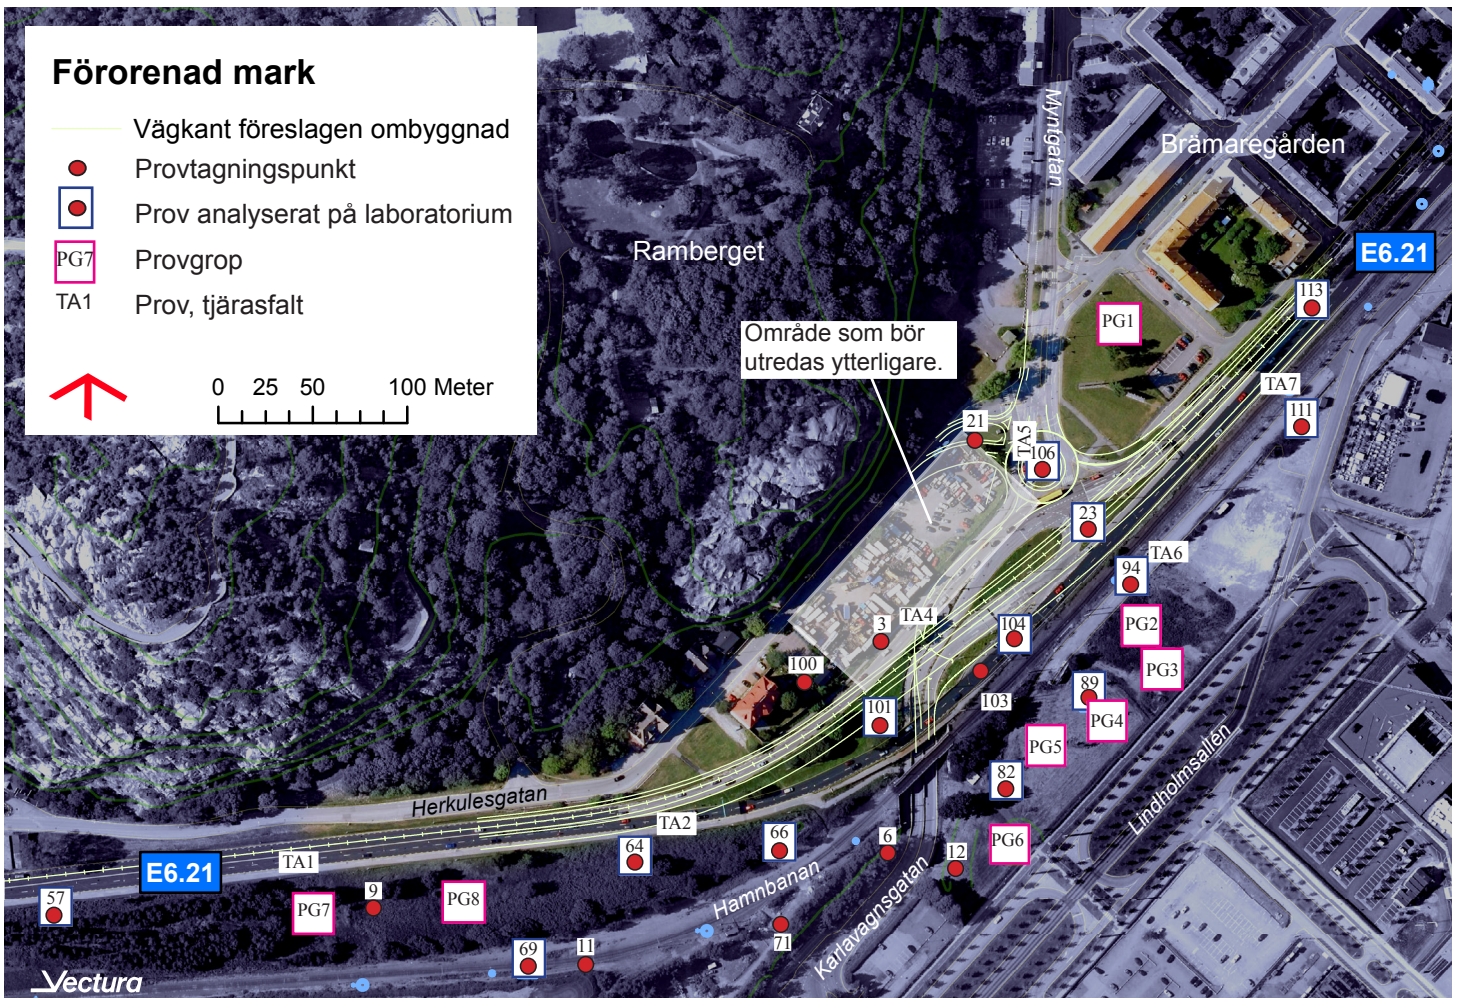 Förorenad mark
Vägkant föreslagen ombyggnad
Provtagningspunkt
Prov analyserat på laboratorium
PG7 Provgrop
TA1 Prov, tjärasfalt
0 25 50 100 Meter
Myntgatan
Brämaregården
Ramberget
E6.21
113
PG1
Område som bör
utredas ytterligare.
TA7
111
21
TA5
106
23
TA6
94
PG2
3
TA4
104
PG3
100
103
89
101
PG4
PG5
82
Lindholmsallén
Herkulesgatan
TA2
TA1
64
66
6
12
PG6
E6.21
57
9
PG7
PG8
Hamnbanan
Karlavagnsgatan
71
69
11
Vectura